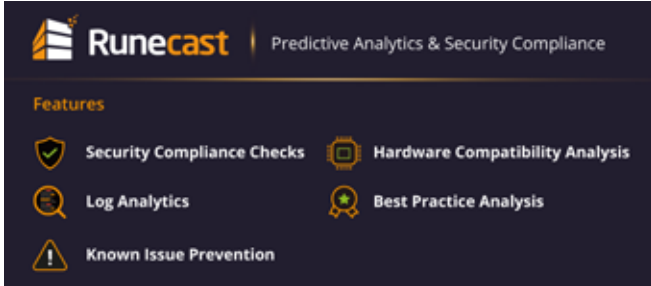 Runecast | Predictive Analytics & Security Compliance
Features
Security Compliance Checks
Hardware Compatibility Analysis
Log Analytics
Best Practice Analysis
Known Issue Prevention